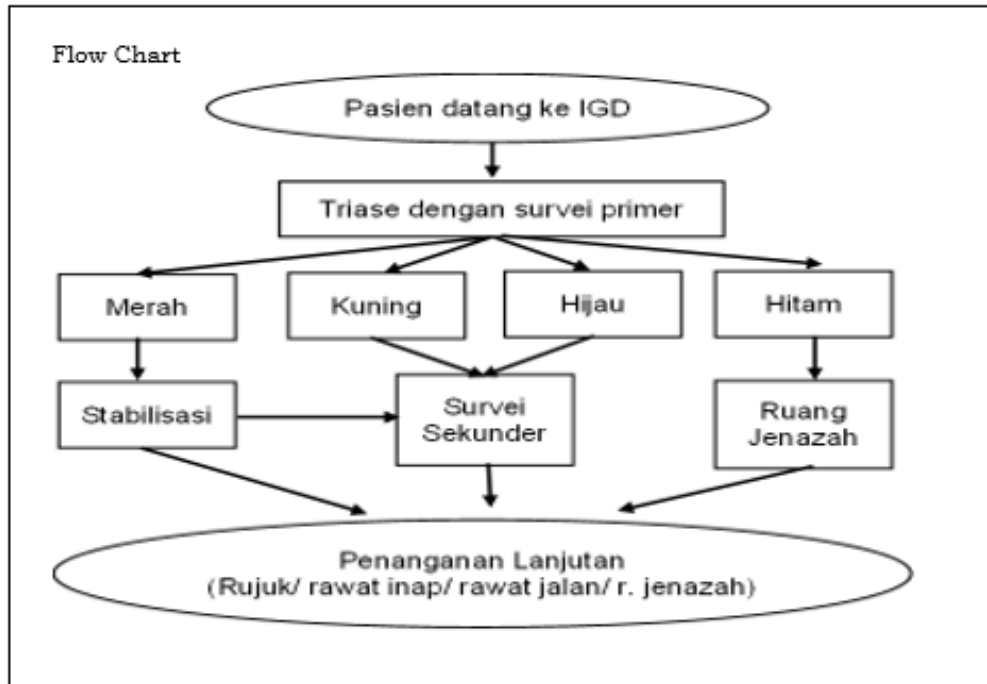 Flow Chart
Pasien datang ke IGD
Triase dengan survei primer
Merah
Kuning
Hijau
Hitam
Stabilisasi
Survei
Sekunder
Ruang
Jenazah
Penanganan Lanjutan
(Rujuk/ rawat inap/ rawat jalan/ r. jenazah)